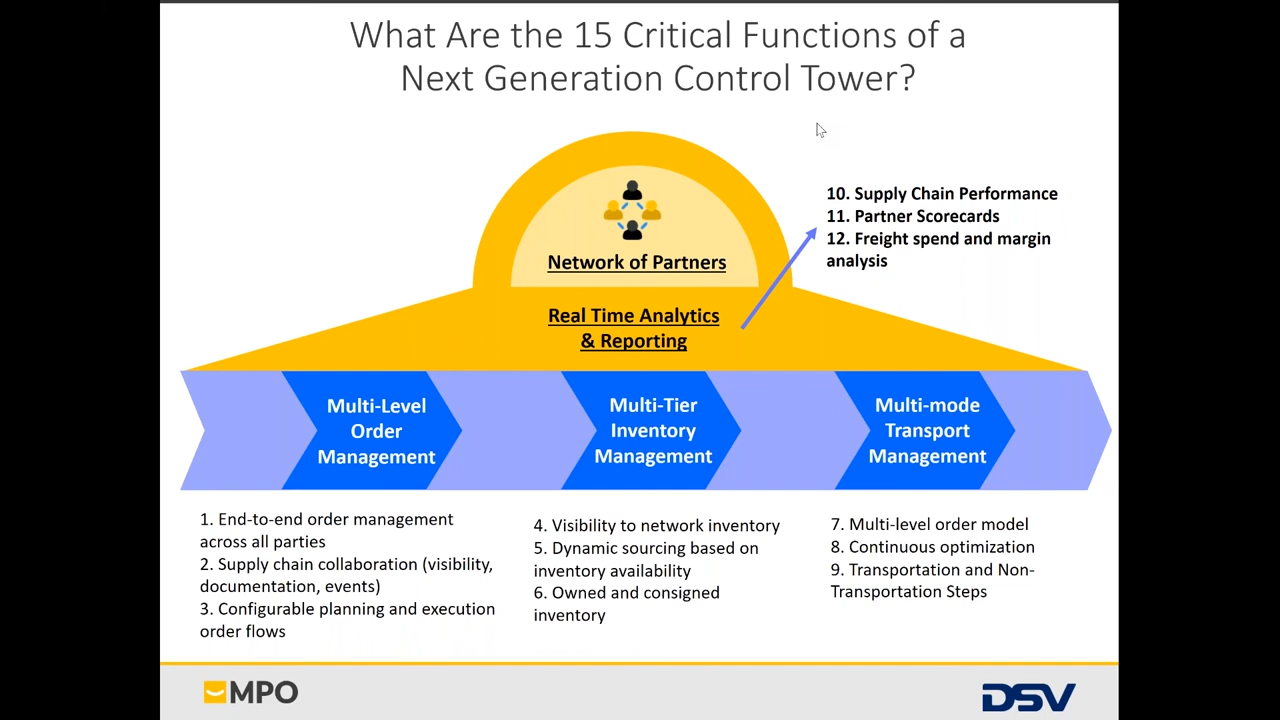 What Are the 15 Critical Functions of a
Next Generation Control Tower?
Network of Partners
Real Time Analytics
& Reporting
10. Supply Chain Performance
11. Partner Scorecards
12. Freight spend and margin
analysis
Multi-Level
Order
Management
Multi-Tier
Inventory
Management
Multi-mode
Transport
Management
1. End-to-end order management
across all parties
2. Supply chain collaboration (visibility,
documentation, events)
3. Configurable planning and execution
order flows
4. Visibility to network inventory
5. Dynamic sourcing based on
inventory availability
6. Owned and consigned
inventory
7. Multi-level order model
8. Continuous optimization
9. Transportation and Non-
Transportation Steps
MPO
DSV